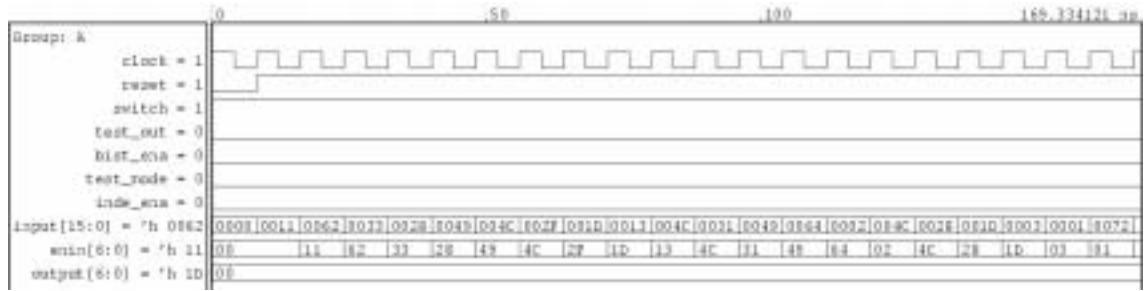 0 50 100 169.334121 ns
Group: A
clock = 1
reset = 1
switch = 1
test_out = 0
bist_ena = 0
test_mode = 0
inde_ena = 0
input[15:0] = 'h 0062 0000 0011 0062 0033 0028 0049 004C 002F 001D 0013 004C 0031 0049 0064 0002 004C 0028 001D 0003 0001 0072
enin[6:0] = 'h 11 00 11 62 33 28 49 4C 2F 1D 13 4C 31 49 64 02 4C 28 1D 03 01
output[6:0] = 'h 1D 00